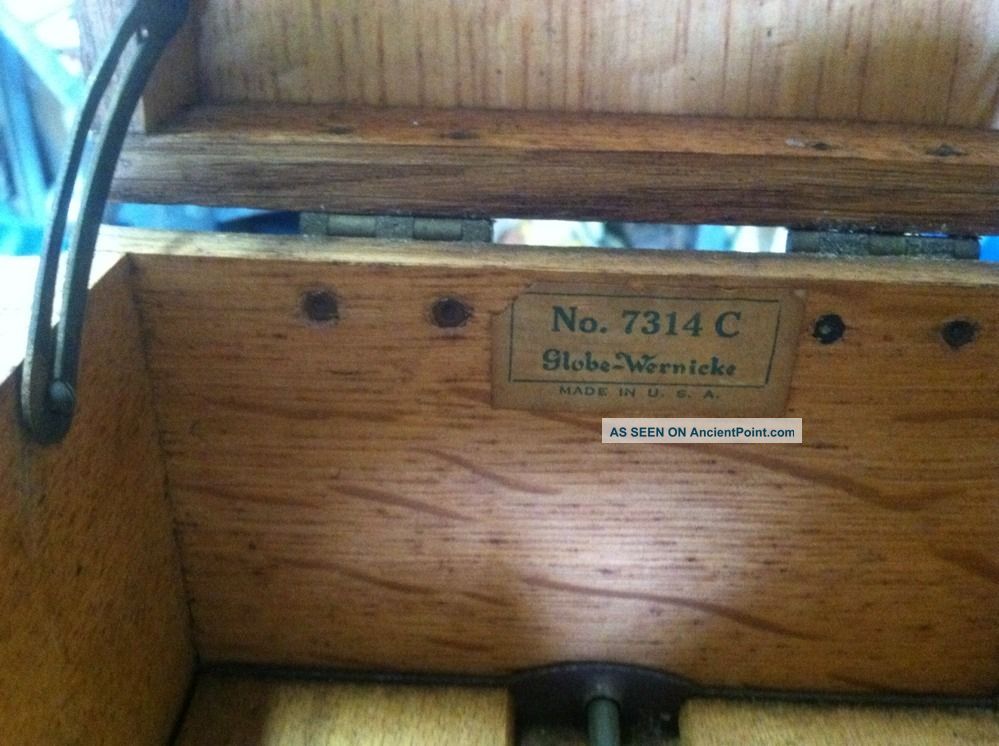 No. 7314 C
Globe-Wernicke
MADE IN U. S. A.
AS SEEN ON AncientPoint.com